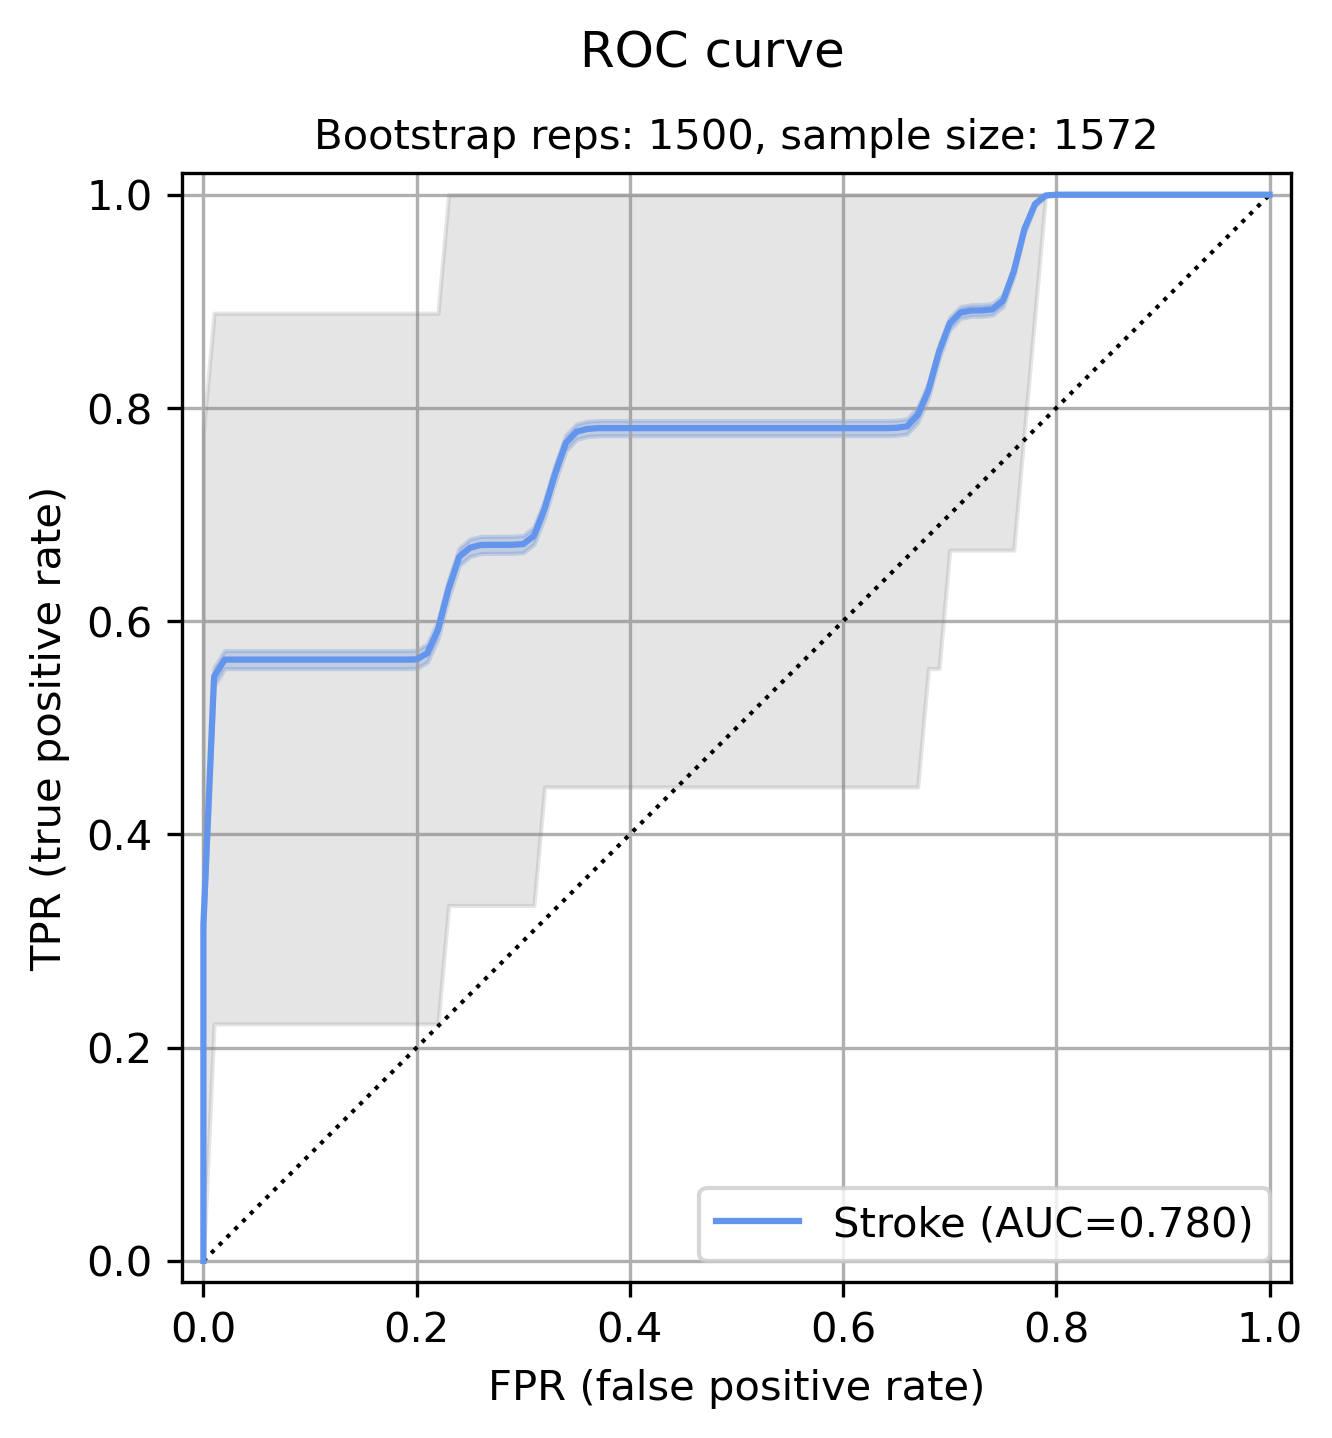 ROC curve
Bootstrap reps: 1500, sample size: 1572
1.0
0.8
0.6
0.4
0.2
0.0
TPR (true positive rate)
Stroke (AUC=0.780)
0.0 0.2 0.4 0.6 0.8 1.0
FPR (false positive rate)